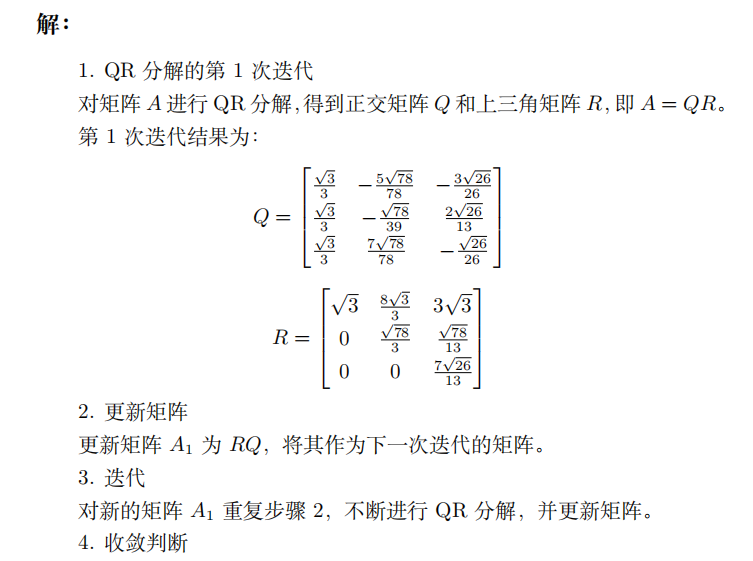 解：
1. QR 分解的第 1 次迭代
对矩阵 A 进行 QR 分解，得到正交矩阵 Q 和上三角矩阵 R，即 A = QR。
第 1 次迭代结果为：
Q = [ √3/3 −5√78/78 −3√26/26
√3/3 −√78/39 2√26/13
√3/3 7√78/78 −√26/26 ]
R = [ √3 8√3/3 3√3
0 √78/3 √78/13
0 0 7√26/13 ]
2. 更新矩阵
更新矩阵 A₁ 为 RQ，将其作为下一次迭代的矩阵。
3. 迭代
对新的矩阵 A₁ 重复步骤 2，不断进行 QR 分解，并更新矩阵。
4. 收敛判断